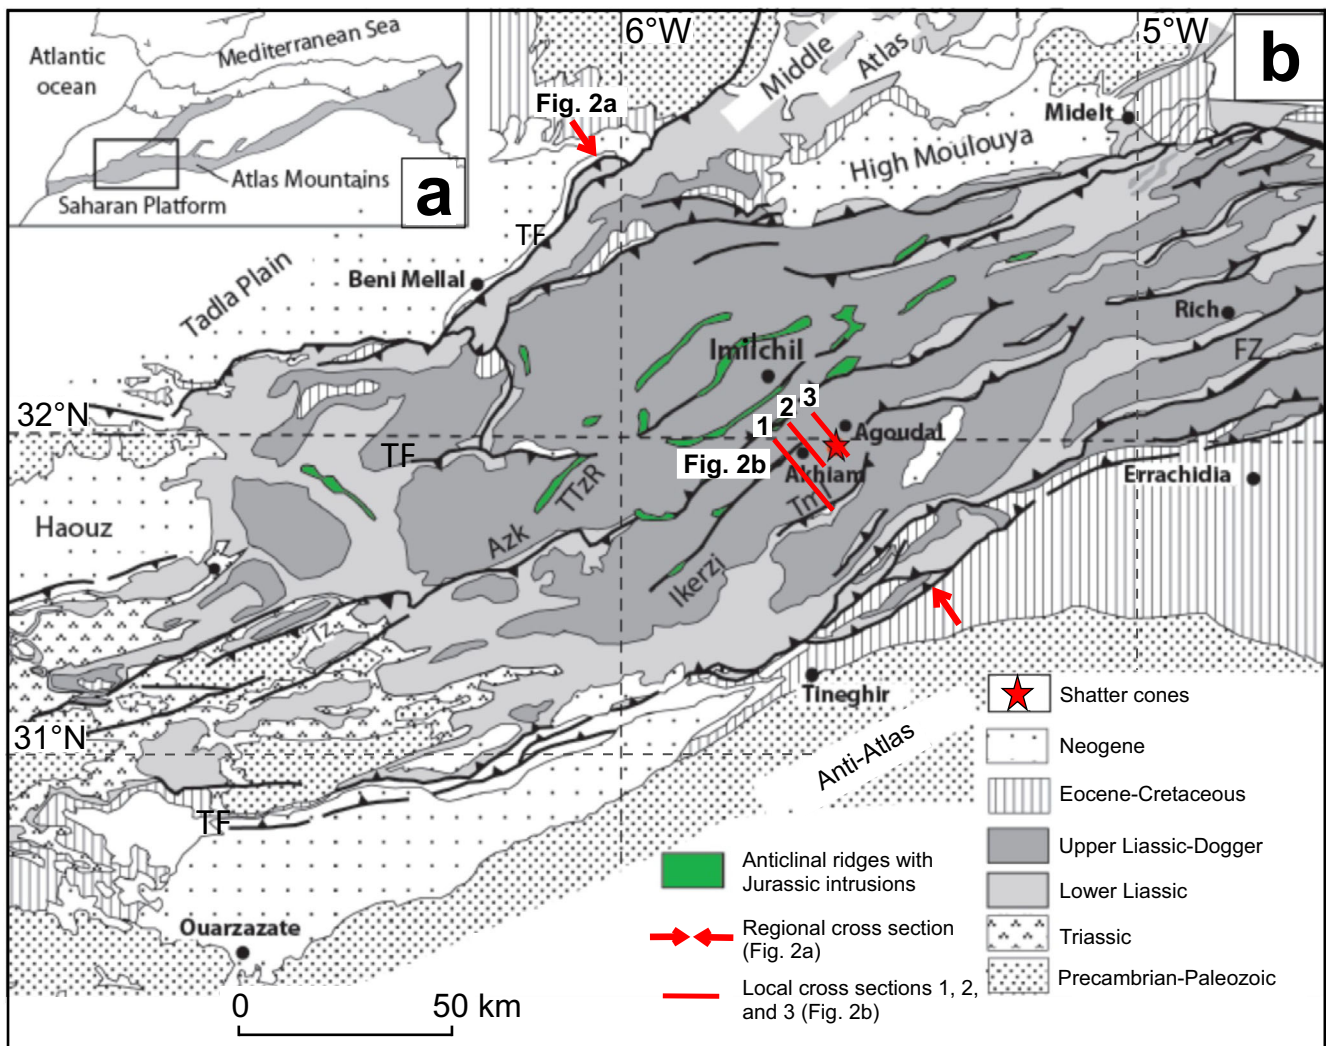 Atlantic
ocean
Mediterranean Sea
Atlas Mountains
Saharan Platform
a
6°W
5°W
b
Middle
Atlas
Fig. 2a
Midelt
High Moulouya
TF
Beni Mellal
Tadla Plain
Rich
FZ
Imilchil
32°N
1
2
3
Agoudal
Fig. 2b
Akhiam
TF
TTzR
Tml
Errachidia
Haouz
Azk
Ikerzi
Tz
Tineghir
31°N
Anti-Atlas
TF
Ouarzazate
0 50 km
Anticlinal ridges with
Jurassic intrusions
Regional cross section
(Fig. 2a)
Local cross sections 1, 2,
and 3 (Fig. 2b)
Shatter cones
Neogene
Eocene-Cretaceous
Upper Liassic-Dogger
Lower Liassic
Triassic
Precambrian-Paleozoic